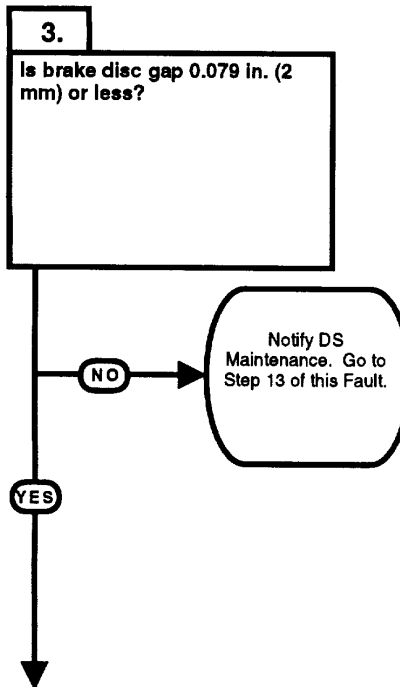 3.
Is brake disc gap 0.079 in. (2
mm) or less?
Notify DS
Maintenance. Go to
Step 13 of this Fault.
NO
YES